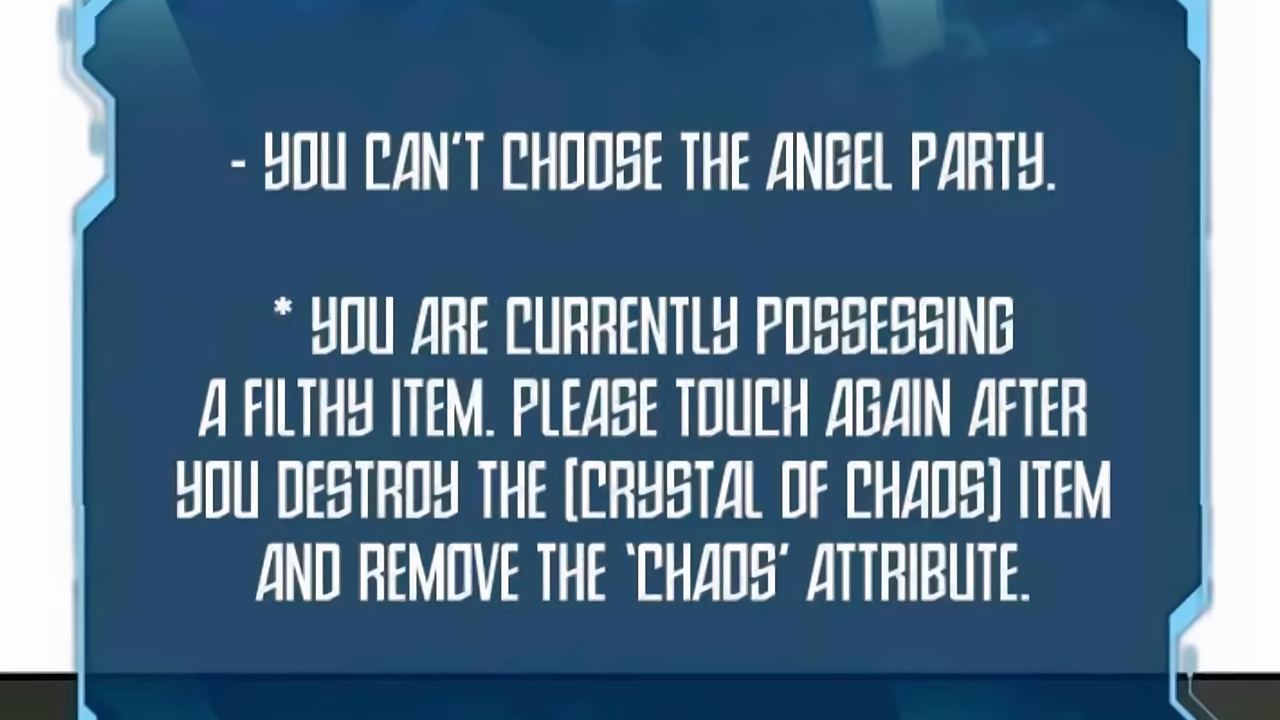 - YOU CAN'T CHOOSE THE ANGEL PARTY.
* YOU ARE CURRENTLY POSSESSING
A FILTHY ITEM. PLEASE TOUCH AGAIN AFTER
YOU DESTROY THE [CRYSTAL OF CHAOS] ITEM
AND REMOVE THE 'CHAOS' ATTRIBUTE.